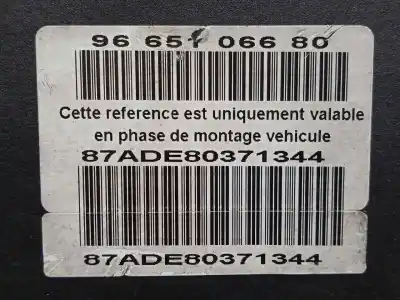 96 651 066 80
Cette reference est uniquement valable
en phase de montage vehicule
87ADE80371344
87ADE80371344